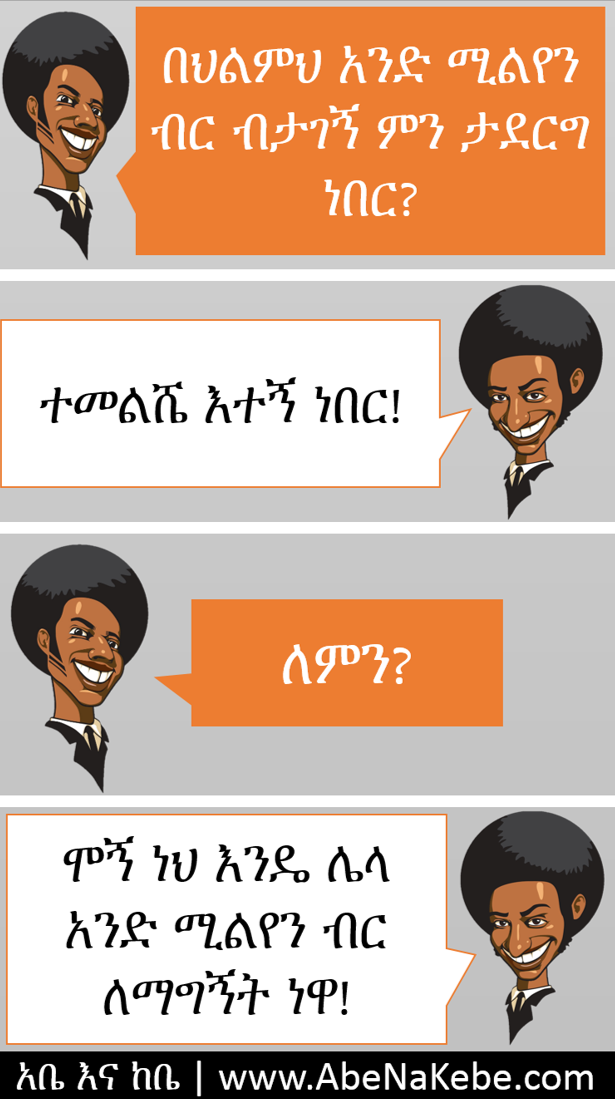 በህልምህ አንድ ሚልየን
ብር ብታገኝ ምን ታደርግ
ነበር?
ተመልሼ እተኝ ነበር!
ለምን?
ሞኝ ነህ እንዴ ሌላ
አንድ ሚልየን ብር
ለማግኝት ነዋ!
አቤ እና ከቤ | www.AbeNaKebe.com